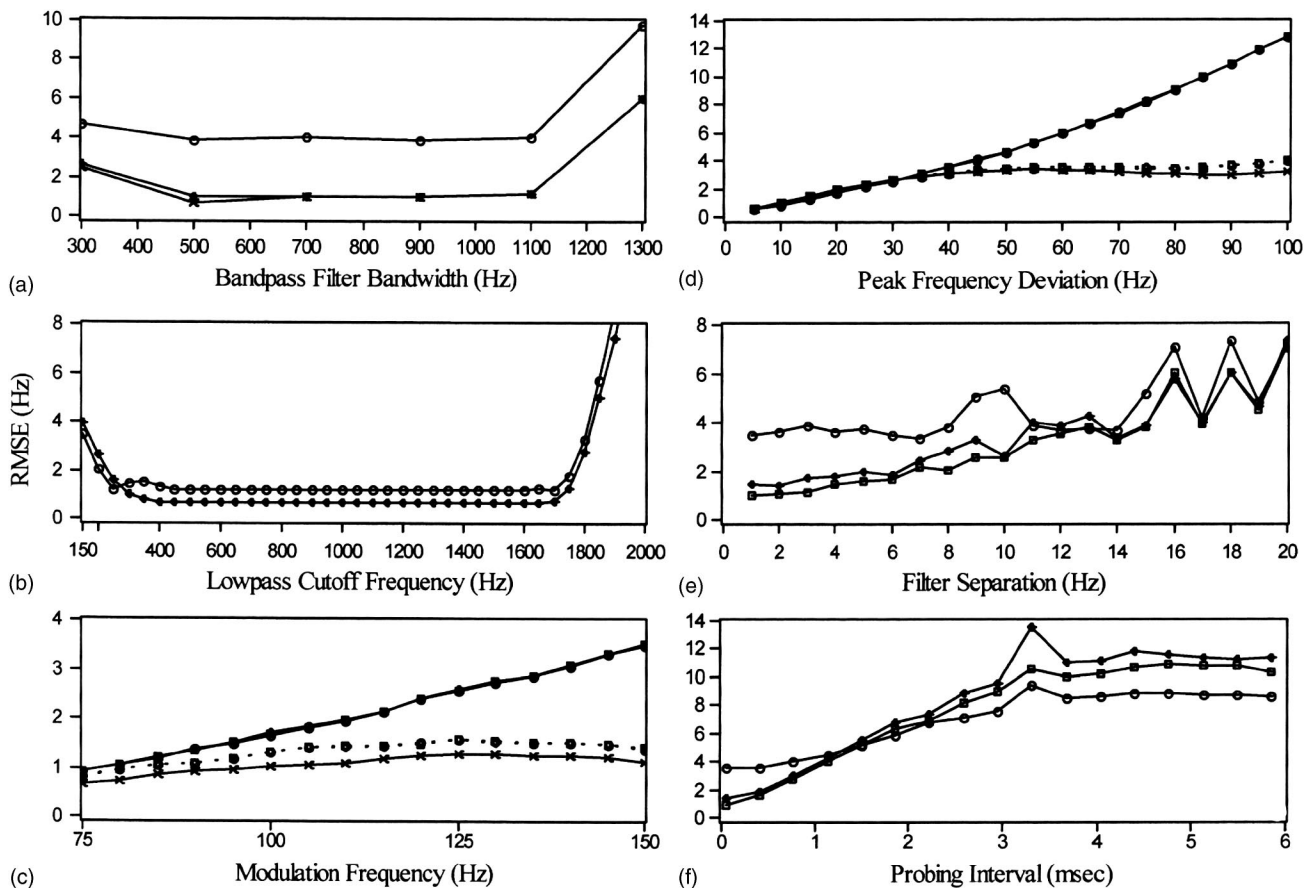 10
8
6
4
2
0
300 400 500 600 700 800 900 1000 1100 1200 1300
(a) Bandpass Filter Bandwidth (Hz)
14
12
10
8
6
4
2
0
0 10 20 30 40 50 60 70 80 90 100
(d) Peak Frequency Deviation (Hz)
RMSE (Hz)
8
6
4
2
0
150 400 600 800 1000 1200 1400 1600 1800 2000
(b) Lowpass Cutoff Frequency (Hz)
8
6
4
2
0
0 2 4 6 8 10 12 14 16 18 20
(e) Filter Separation (Hz)
4
3
2
1
0
75 100 125 150
(c) Modulation Frequency (Hz)
14
12
10
8
6
4
2
0
0 1 2 3 4 5 6
(f) Probing Interval (msec)